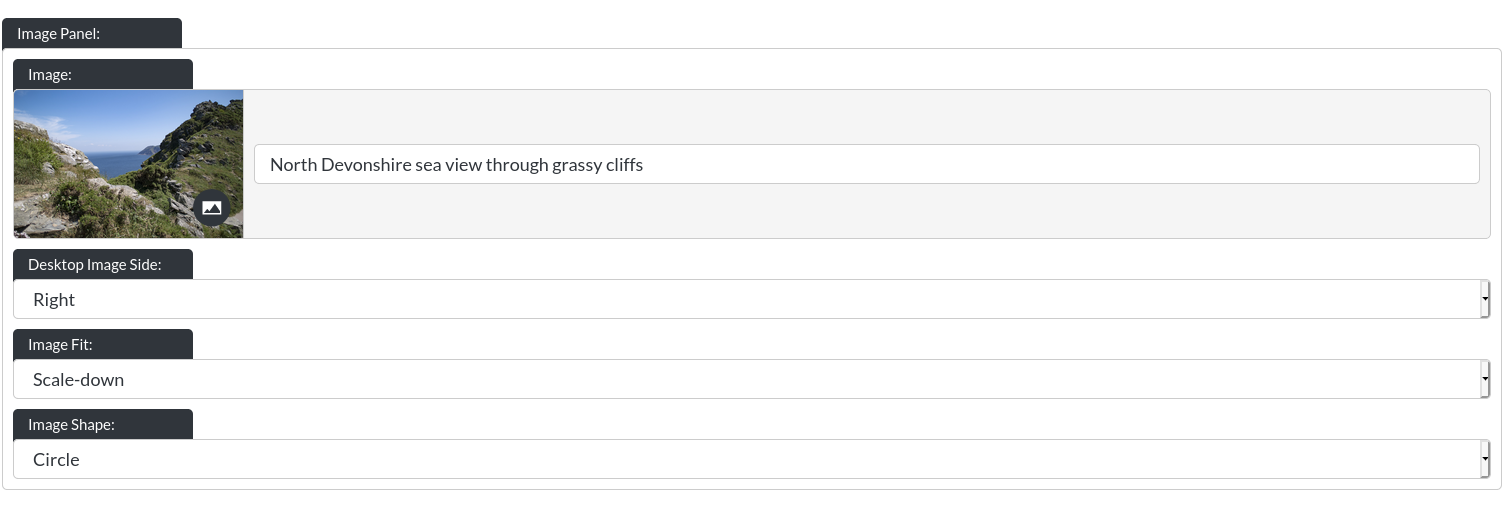 Image Panel:
Image:
North Devonshire sea view through grassy cliffs
Desktop Image Side:
Right
Image Fit:
Scale-down
Image Shape:
Circle